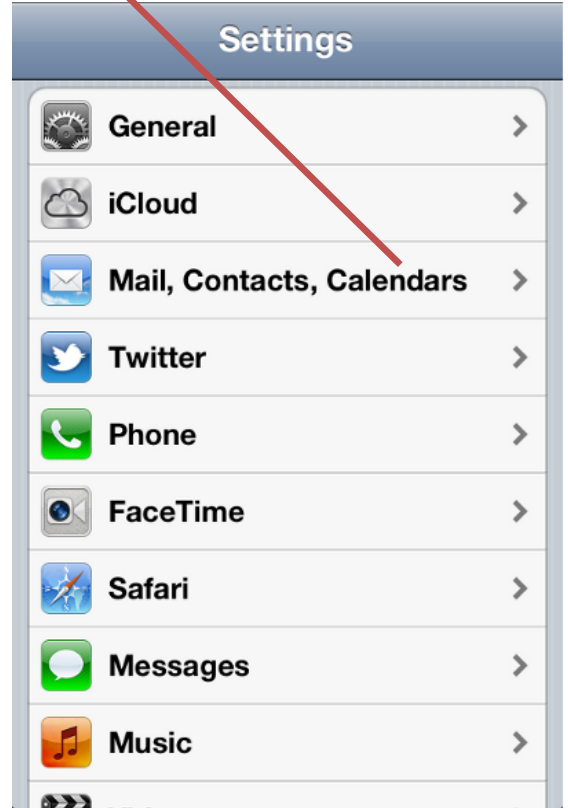 Settings
General
iCloud
Mail, Contacts, Calendars
Twitter
Phone
FaceTime
Safari
Messages
Music